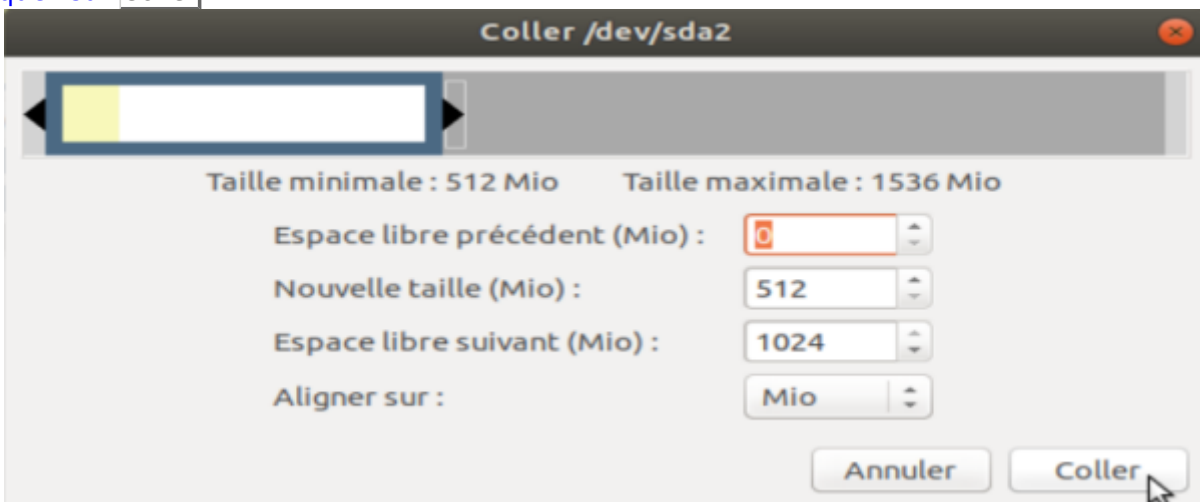 Coller /dev/sda2
Taille minimale : 512 Mio Taille maximale : 1536 Mio
Espace libre précédent (Mio) : 0
Nouvelle taille (Mio) : 512
Espace libre suivant (Mio) : 1024
Aligner sur : Mio
Annuler Coller